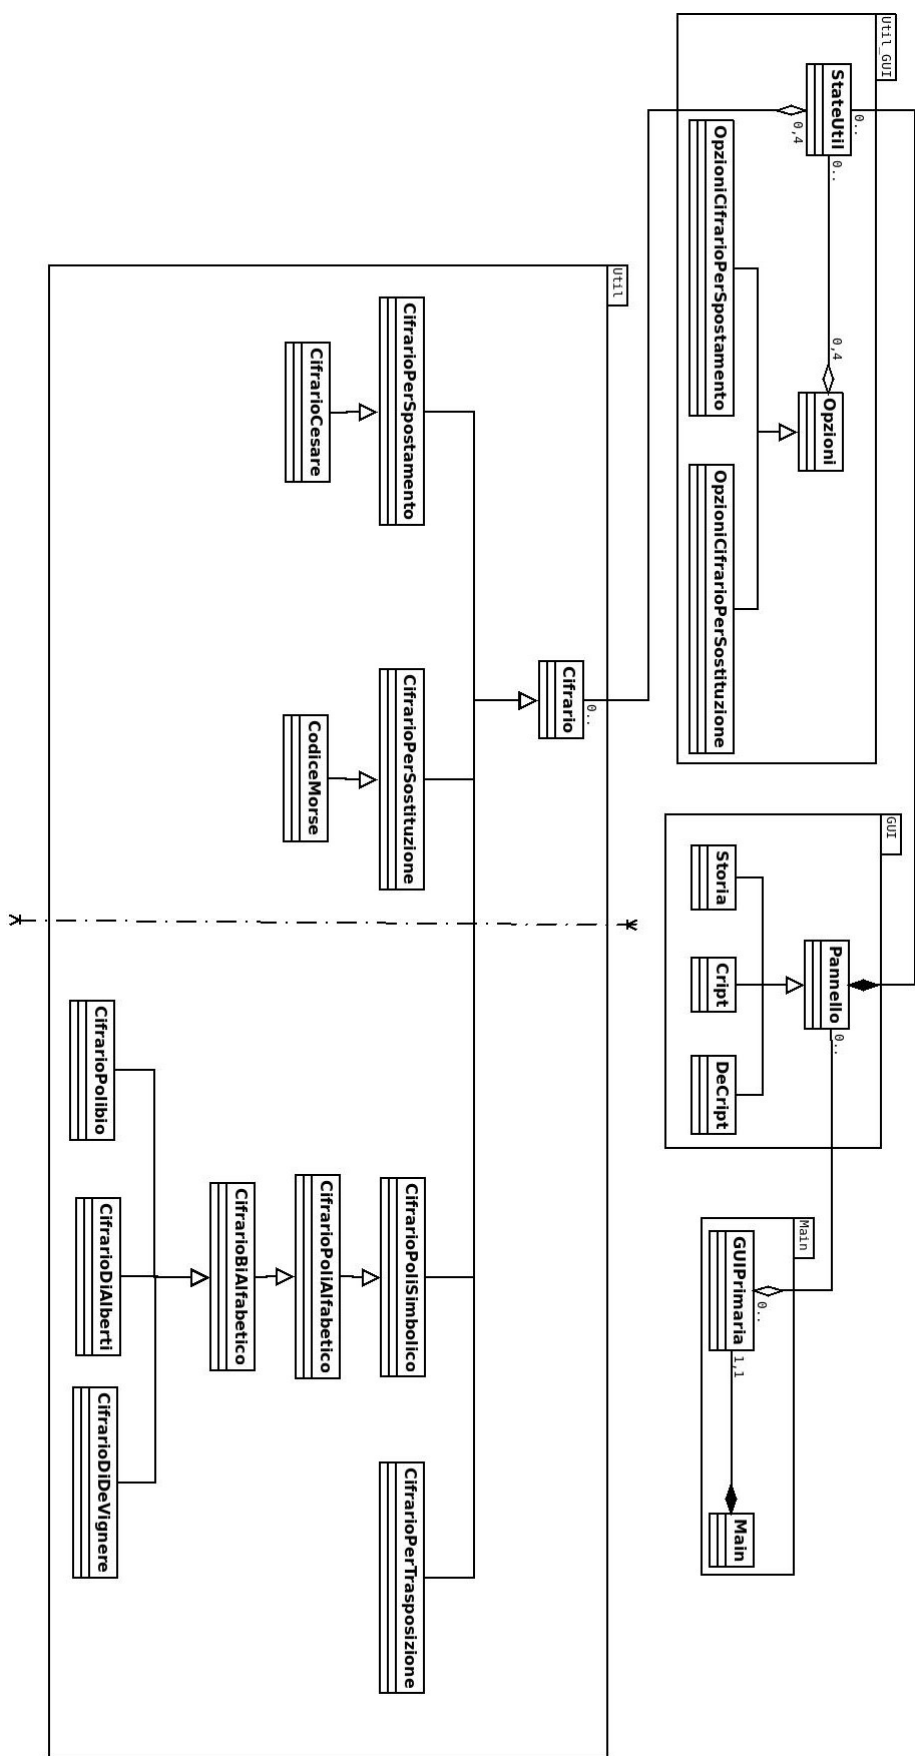 Util_GUI
StateUtil
0..
0..
0,4
0,4
Opzioni
OpzioniCifrarioPerSpostamento
OpzioniCifrarioPerSostituzione
GUI
Pannello
0..
Storia
Cript
DeCript
Main
GUIPrimaria
0..
1,1
Main
Util
Cifrario
0..
CifrarioPerSpostamento
CifrarioPerSostituzione
CifrarioPoliSimbolico
CifrarioPerTrasposizione
CifrarioCesare
CodiceMorse
CifrarioPoliAlfabetico
CifrarioBiAlfabetico
CifrarioPolibio
CifrarioDiAlberti
CifrarioDiDeVignere